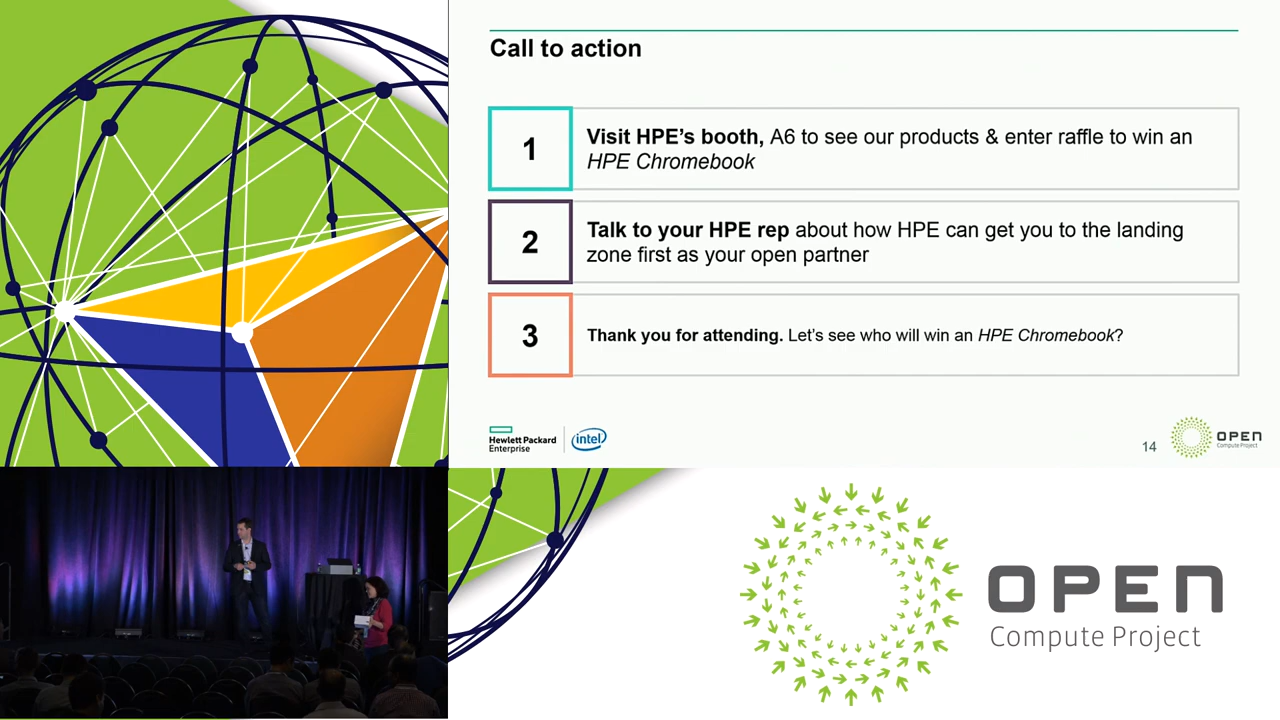 Call to action
1
Visit HPE’s booth, A6 to see our products & enter raffle to win an
HPE Chromebook
2
Talk to your HPE rep about how HPE can get you to the landing
zone first as your open partner
3
Thank you for attending. Let’s see who will win an HPE Chromebook?
Hewlett Packard
Enterprise
intel
14
OPEN
Compute Project
OPEN
Compute Project